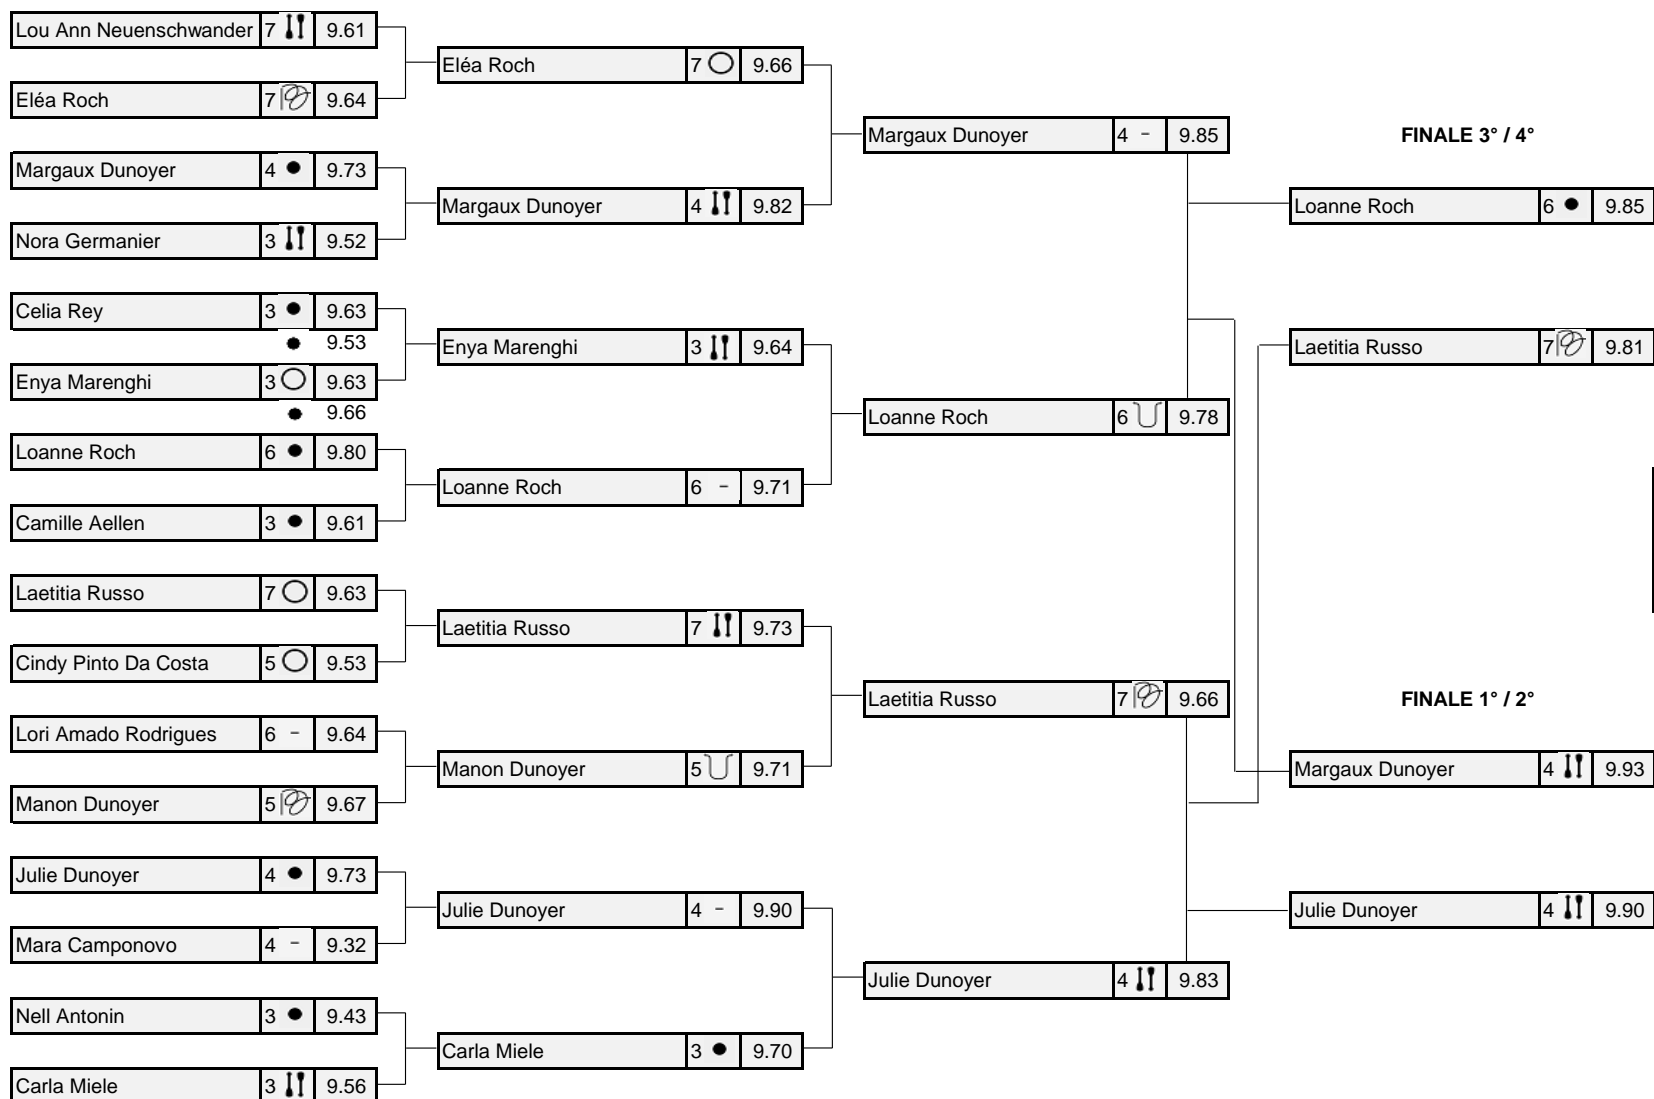 Lou Ann Neuenschwander 7 9.61
Eléa Roch 7 9.64
Margaux Dunoyer 4 9.73
Nora Germanier 3 9.52
Celia Rey 3 9.63
9.53
Enya Marenghi 3 9.63
9.66
Loanne Roch 6 9.80
Camille Aellen 3 9.61
Laetitia Russo 7 9.63
Cindy Pinto Da Costa 5 9.53
Lori Amado Rodrigues 6 - 9.64
Manon Dunoyer 5 9.67
Julie Dunoyer 4 9.73
Mara Camponovo 4 - 9.32
Nell Antonin 3 9.43
Carla Miele 3 9.56
Eléa Roch 7 9.66
Margaux Dunoyer 4 9.82
Enya Marenghi 3 9.64
Loanne Roch 6 - 9.71
Laetitia Russo 7 9.73
Manon Dunoyer 5 9.71
Julie Dunoyer 4 - 9.90
Carla Miele 3 9.70
Margaux Dunoyer 4 - 9.85
Loanne Roch 6 9.78
Laetitia Russo 7 9.66
Julie Dunoyer 4 9.83
FINALE 3° / 4°
Loanne Roch 6 9.85
Laetitia Russo 7 9.81
FINALE 1° / 2°
Margaux Dunoyer 4 9.93
Julie Dunoyer 4 9.90